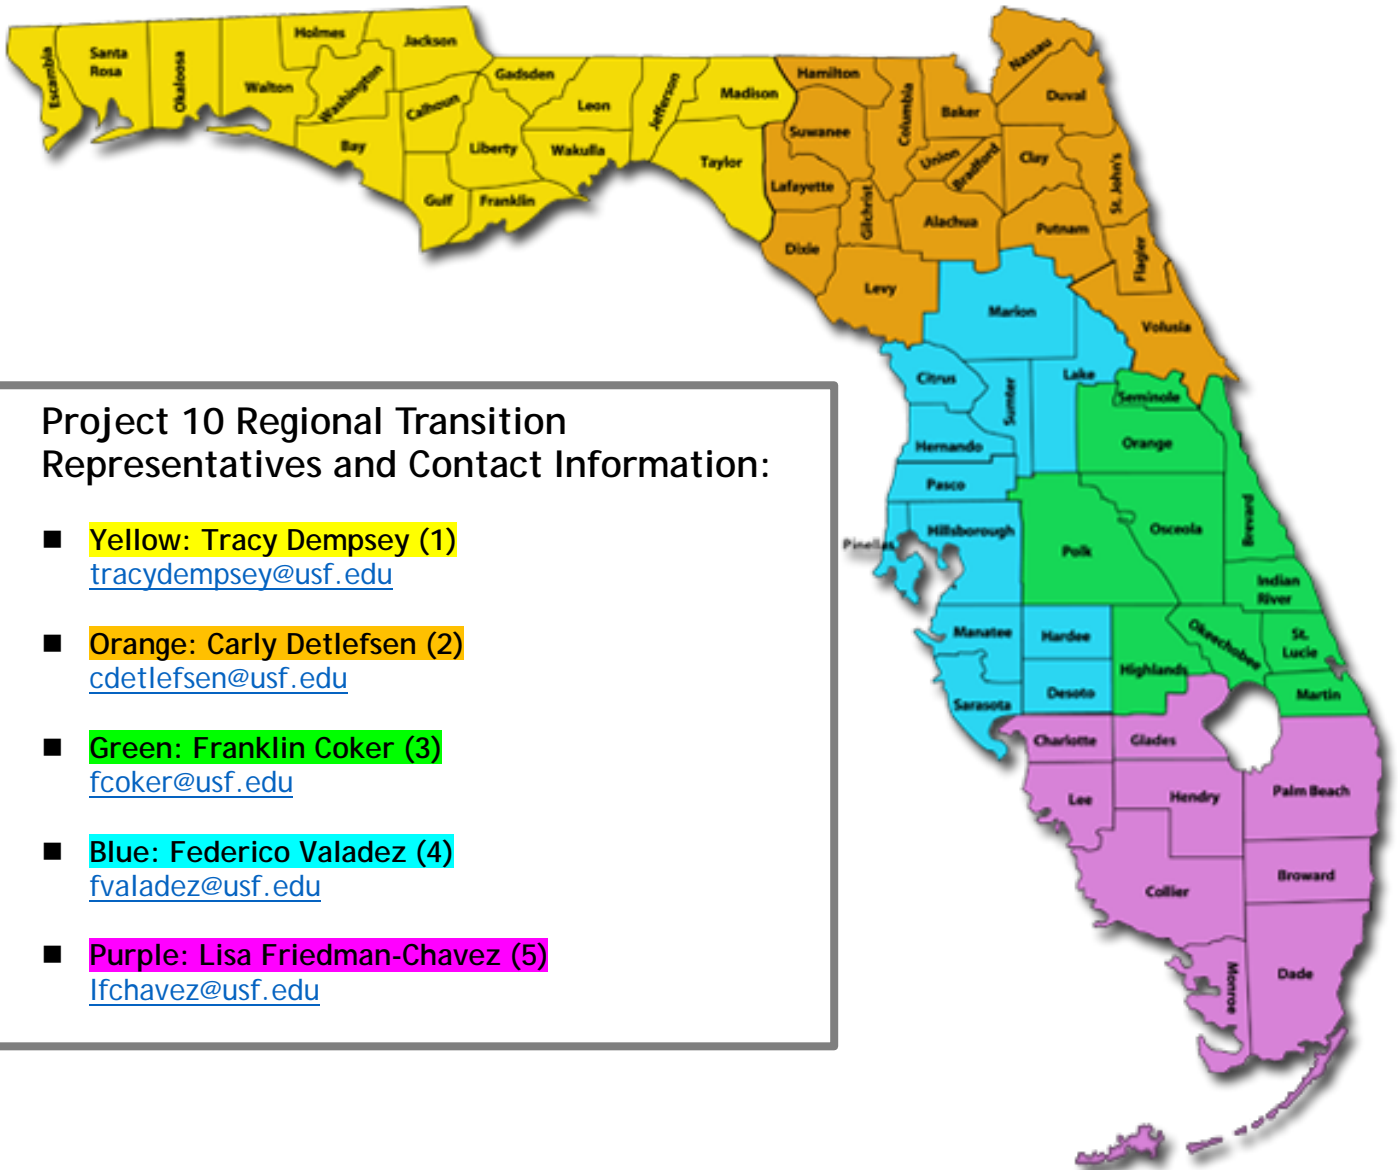 Escambia
Santa
Rosa
Okaloosa
Walton
Holmes
Washington
Jackson
Bay
Calhoun
Gulf
Gadsden
Liberty
Franklin
Leon
Wakulla
Jefferson
Madison
Taylor
Hamilton
Suwanee
Lafayette
Dixie
Columbia
Gilchrist
Baker
Union
Bradford
Alachua
Levy
Nassau
Duval
Clay
St. John's
Putnam
Flagler
Volusia
Marion
Citrus
Sumter
Lake
Hernando
Pasco
Pinellas
Hillsborough
Manatee
Hardee
Sarasota
Desoto
Seminole
Orange
Brevard
Polk
Osceola
Indian
River
Okeechobee
St.
Lucie
Highlands
Martin
Charlotte
Glades
Lee
Hendry
Palm Beach
Collier
Broward
Monroe
Dade
Project 10 Regional Transition
Representatives and Contact Information:
■ Yellow: Tracy Dempsey (1)
tracydempsey@usf.edu
■ Orange: Carly Detlefsen (2)
cdetlefsen@usf.edu
■ Green: Franklin Coker (3)
fcoker@usf.edu
■ Blue: Federico Valadez (4)
fvaladez@usf.edu
■ Purple: Lisa Friedman-Chavez (5)
lfchavez@usf.edu